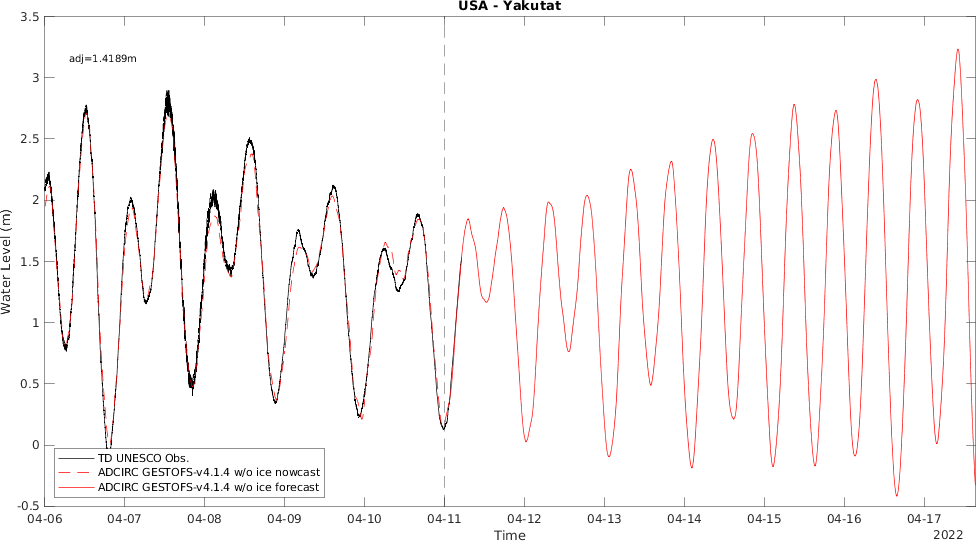 USA - Yakutat
adj=1.4189m
Water Level (m)
3.5
3
2.5
2
1.5
1
0.5
0
-0.5
TD UNESCO Obs.
ADCIRC GESTOFS-v4.1.4 w/o ice nowcast
ADCIRC GESTOFS-v4.1.4 w/o ice forecast
04-06 04-07 04-08 04-09 04-10 04-11 04-12 04-13 04-14 04-15 04-16 04-17
Time
2022